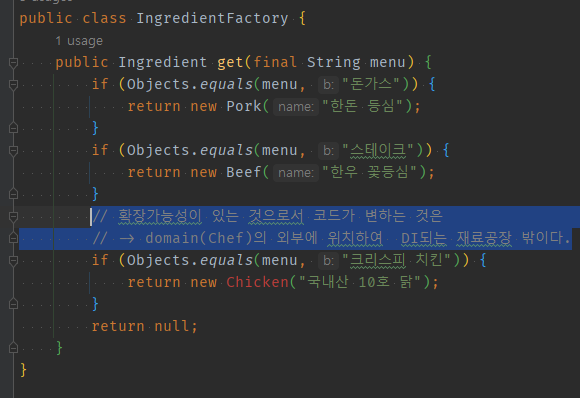 public class IngredientFactory {
1 usage
public Ingredient get(final String menu) {
if (Objects.equals(menu, b: "돈가스")) {
return new Pork( name: "한돈 등심");
}
if (Objects.equals(menu, b: "스테이크")) {
return new Beef( name: "한우 꽃등심");
}
// 확장가능성이 있는 것으로서 코드가 변하는 것은
// -> domain(Chef)의 외부에 위치하여 DI되는 재료공장 밖이다.
if (Objects.equals(menu, b: "크리스피 치킨")) {
return new Chicken("국내산 10호 닭");
}
return null;
}
}